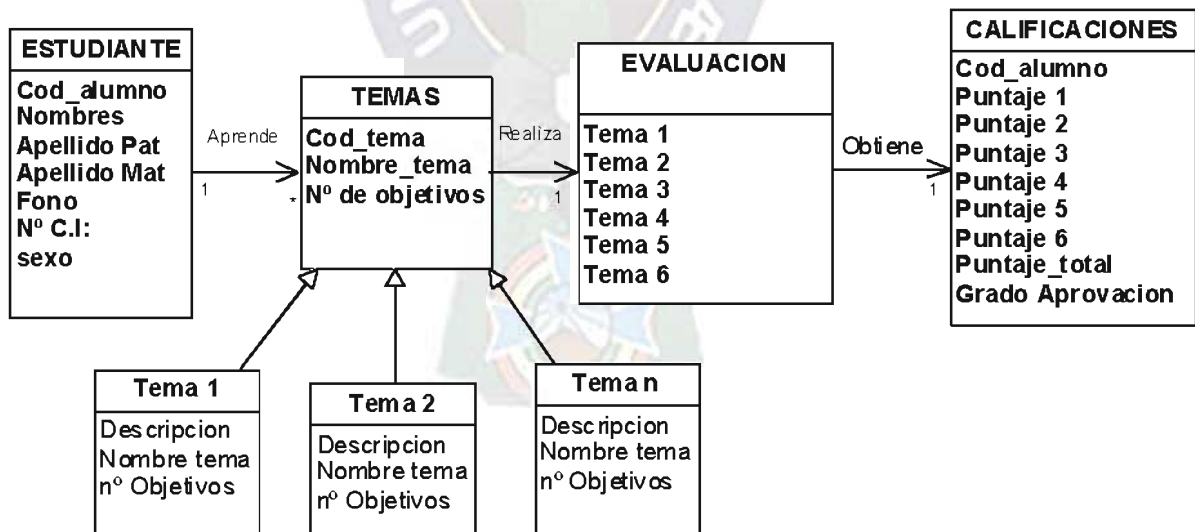 ESTUDIANTE
Cod_alumno
Nombres
Apellido Pat
Apellido Mat
Fono
Nº C.I:
sexo
Aprende
1
*
TEMAS
Cod_tema
Nombre_tema
Nº de objetivos
Realiza
1
EVALUACION
Tema 1
Tema 2
Tema 3
Tema 4
Tema 5
Tema 6
Obtiene
1
CALIFICACIONES
Cod_alumno
Puntaje 1
Puntaje 2
Puntaje 3
Puntaje 4
Puntaje 5
Puntaje 6
Puntaje_total
Grado Aprovacion
Tema 1
Descripcion
Nombre tema
nº Objetivos
Tema 2
Descripcion
Nombre tema
nº Objetivos
Tema n
Descripcion
Nombre tema
nº Objetivos